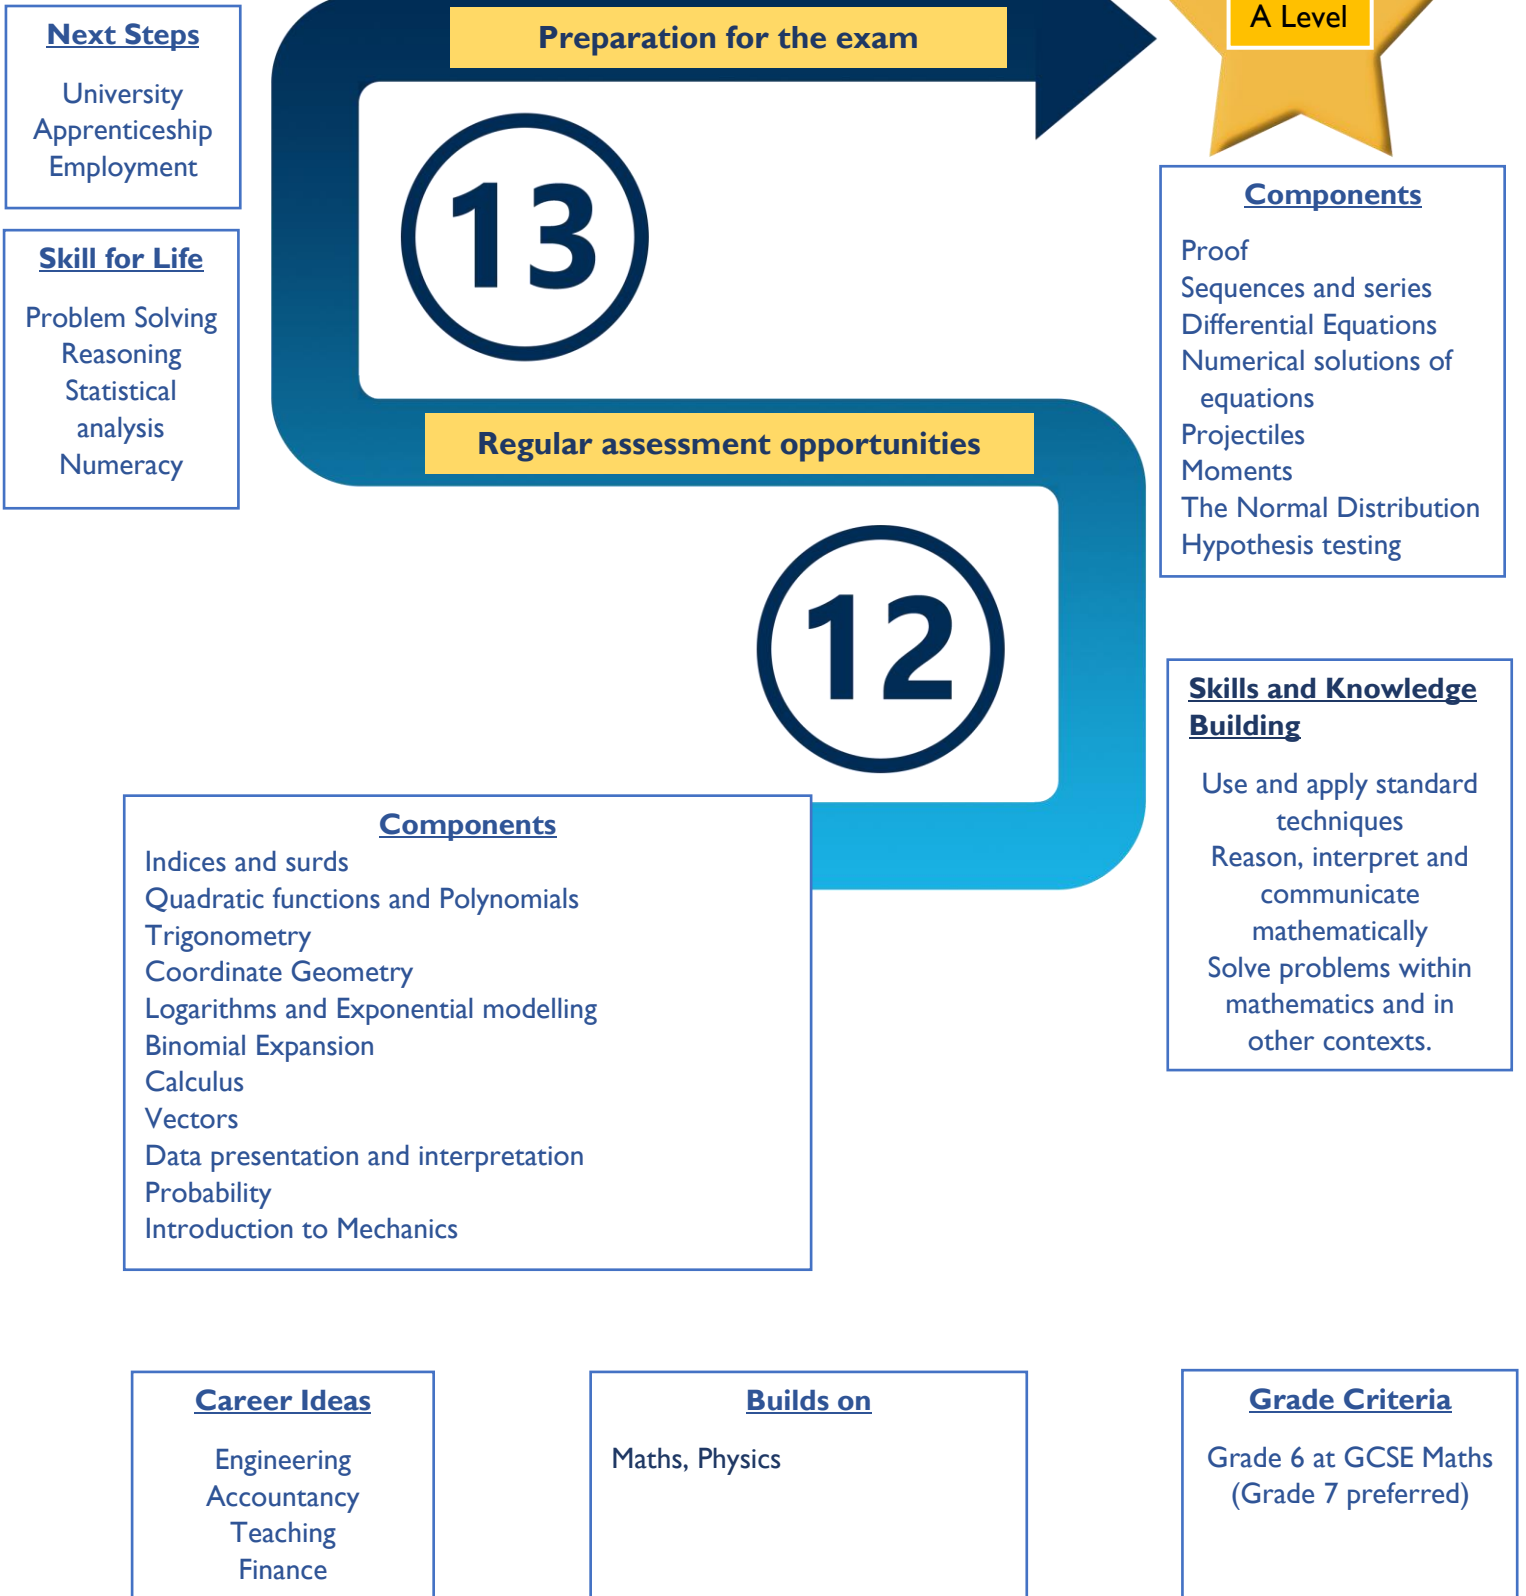 Next Steps
University
Apprenticeship
Employment
Preparation for the exam
A Level
13
Skill for Life
Problem Solving
Reasoning
Statistical
analysis
Numeracy
Components
Proof
Sequences and series
Differential Equations
Numerical solutions of
equations
Projectiles
Moments
The Normal Distribution
Hypothesis testing
Regular assessment opportunities
12
Skills and Knowledge
Building
Use and apply standard
techniques
Reason, interpret and
communicate
mathematically
Solve problems within
mathematics and in
other contexts.
Components
Indices and surds
Quadratic functions and Polynomials
Trigonometry
Coordinate Geometry
Logarithms and Exponential modelling
Binomial Expansion
Calculus
Vectors
Data presentation and interpretation
Probability
Introduction to Mechanics
Career Ideas
Engineering
Accountancy
Teaching
Finance
Builds on
Maths, Physics
Grade Criteria
Grade 6 at GCSE Maths
(Grade 7 preferred)